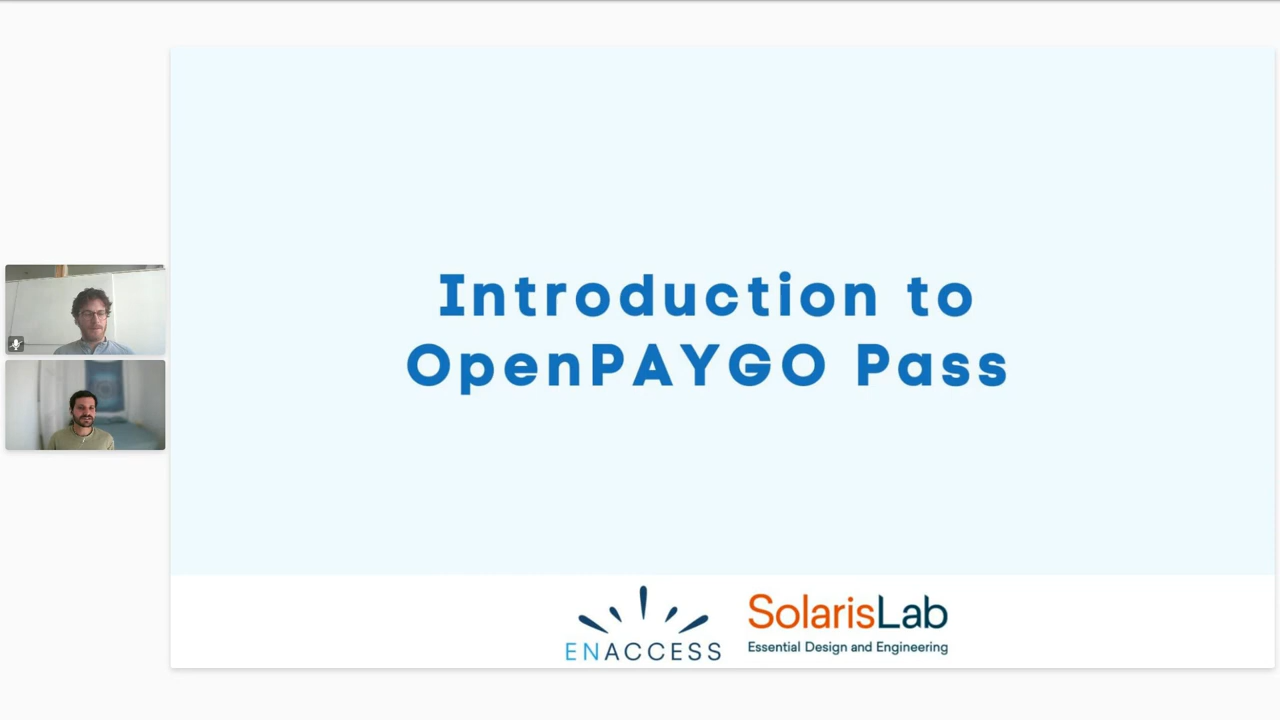 Introduction to
OpenPAYGO Pass
ENACCESS
SolarisLab
Essential Design and Engineering